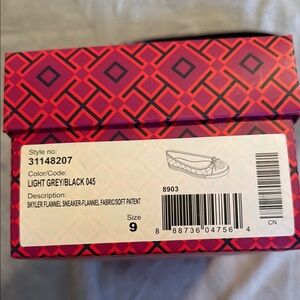 Style no:
31148207
Color/Code:
LIGHT GREY/BLACK 045
Description:
SKYLER FLANNEL SNEAKER-FLANNEL FABRIC/SOFT PATENT
8903
Size
9
8 88736 04756 4
CN